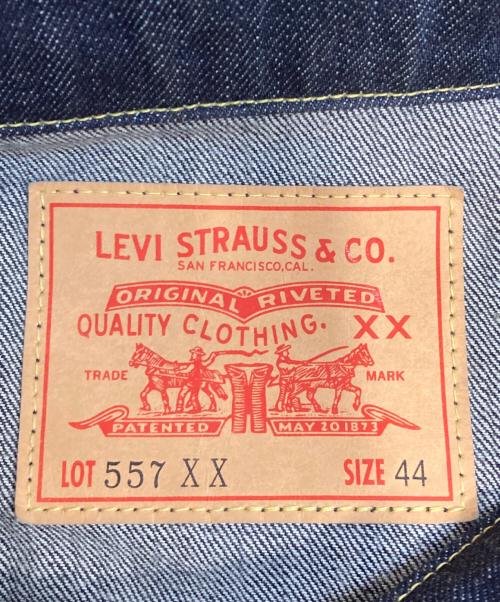 LEVI STRAUSS & CO.
SAN FRANCISCO, CAL.
ORIGINAL RIVETED
QUALITY CLOTHING. XX
TRADE MARK
PATENTED MAY 20 1873
LOT 557 XX SIZE 44